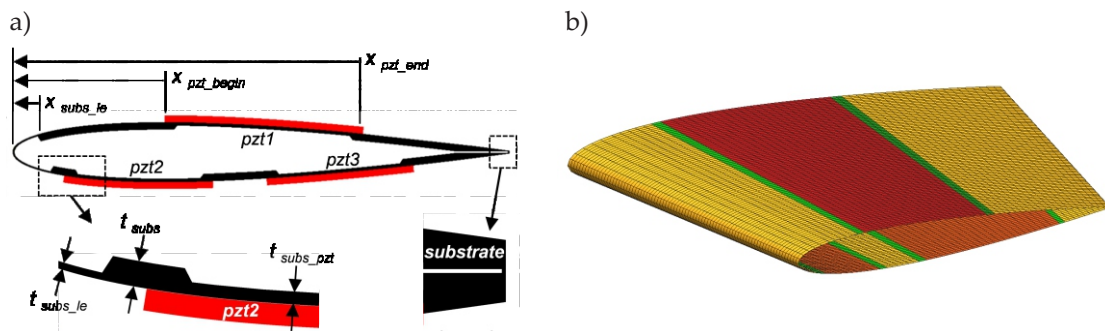 a)
b)
x pzt_end
x pzt_begin
x subs_le
pzt1
pzt2
pzt3
t subs
t subs_pzt
substrate
t subs_le
pzt2